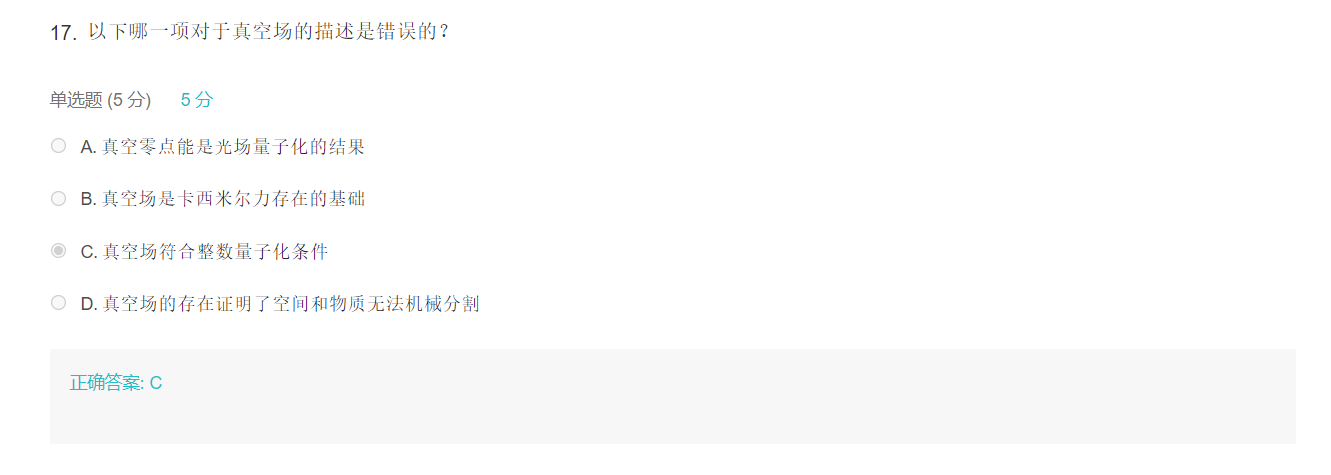 17. 以下哪一项对于真空场的描述是错误的？
单选题 (5 分) 5 分
A. 真空零点能是光场量子化的结果
B. 真空场是卡西米尔力存在的基础
C. 真空场符合整数量子化条件
D. 真空场的存在证明了空间和物质无法机械分割
正确答案: C